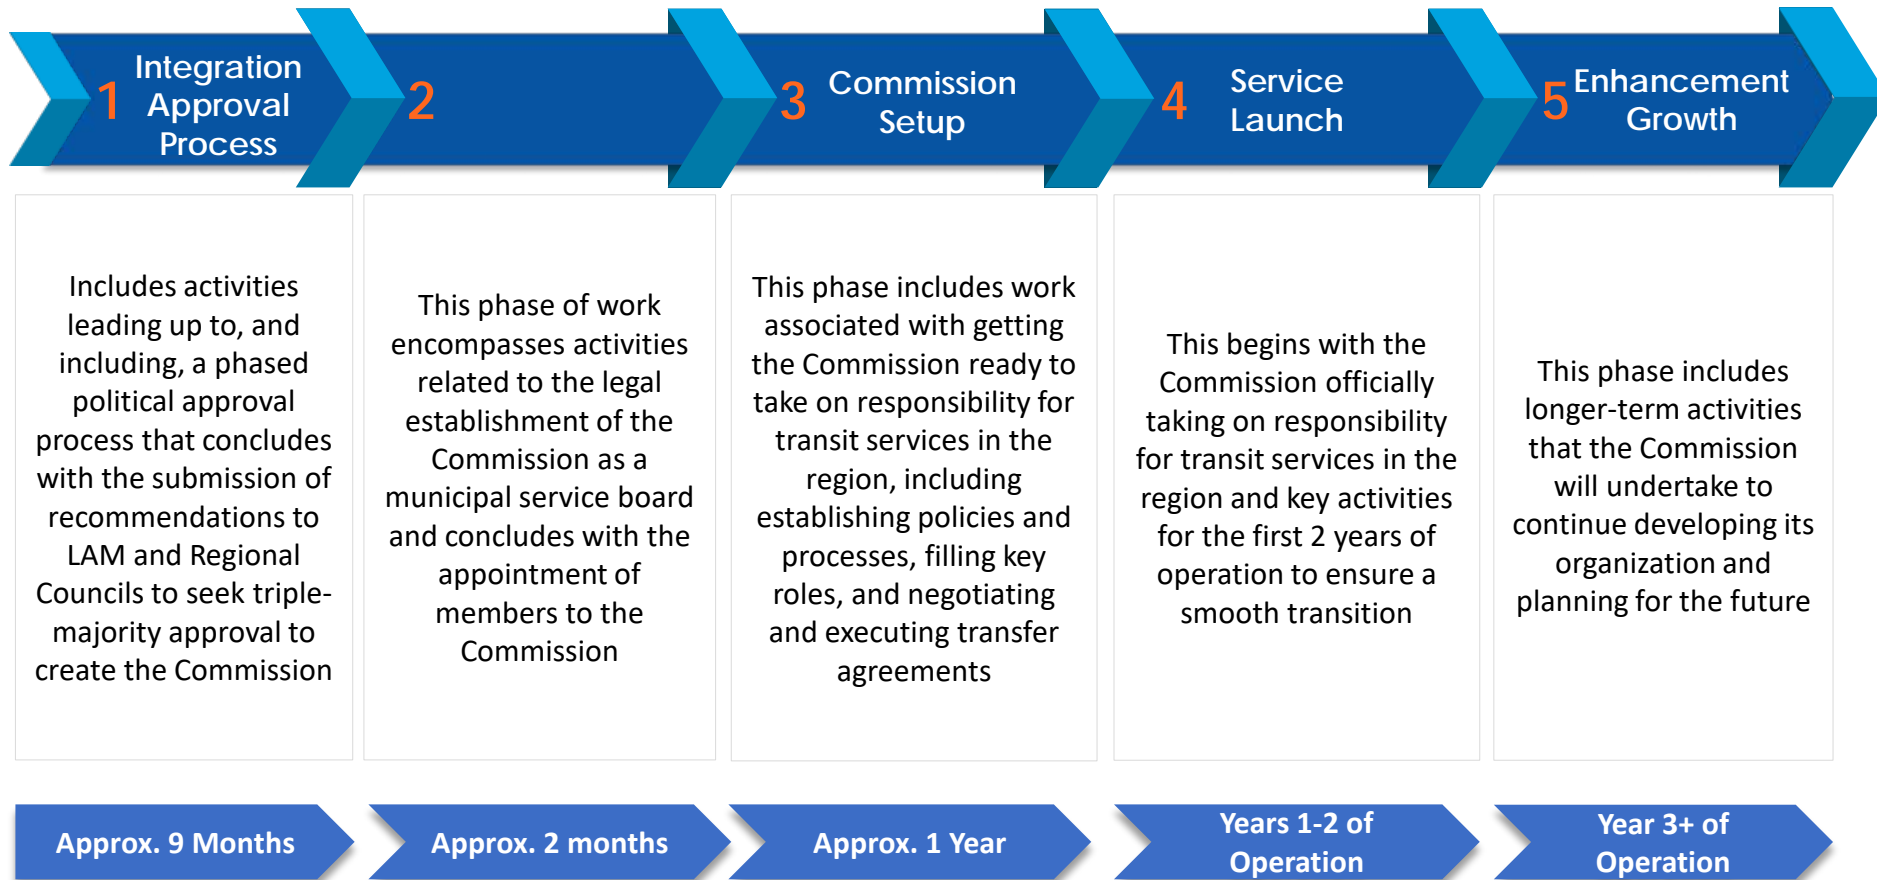 1
Integration
Approval
Process
2
3
Commission
Setup
4
Service
Launch
5
Enhancement
Growth
Includes activities
leading up to, and
including, a phased
political approval
process that concludes
with the submission of
recommendations to
LAM and Regional
Councils to seek triple-
majority approval to
create the Commission
This phase of work
encompasses activities
related to the legal
establishment of the
Commission as a
municipal service board
and concludes with the
appointment of
members to the
Commission
This phase includes work
associated with getting
the Commission ready to
take on responsibility for
transit services in the
region, including
establishing policies and
processes, filling key
roles, and negotiating
and executing transfer
agreements
This begins with the
Commission officially
taking on responsibility
for transit services in the
region and key activities
for the first 2 years of
operation to ensure a
smooth transition
This phase includes
longer-term activities
that the Commission
will undertake to
continue developing its
organization and
planning for the future
Approx. 9 Months
Approx. 2 months
Approx. 1 Year
Years 1-2 of
Operation
Year 3+ of
Operation